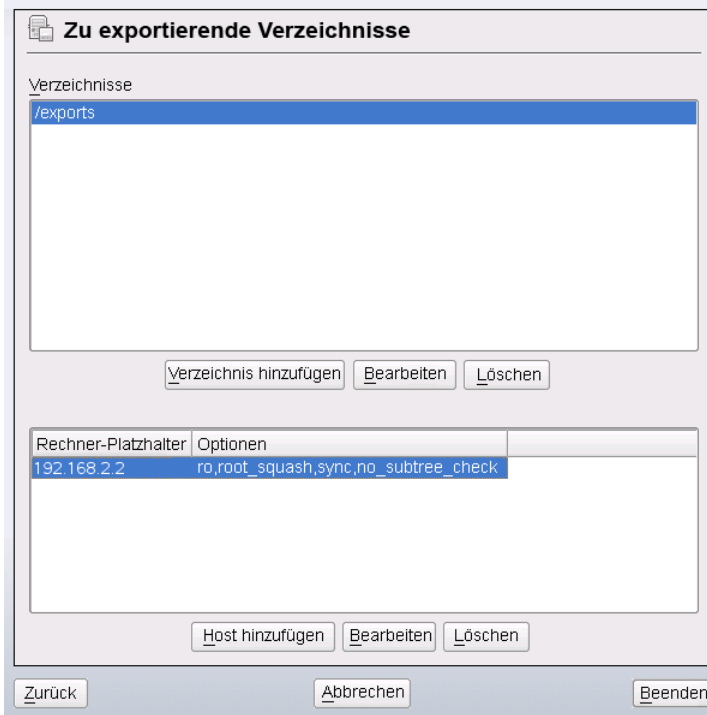 Zu exportierende Verzeichnisse
Verzeichnisse
/exports
Verzeichnis hinzufügen Bearbeiten Löschen
Rechner-Platzhalter Optionen
192.168.2.2 ro,root_squash,sync,no_subtree_check
Host hinzufügen Bearbeiten Löschen
Zurück Abbrechen Beenden